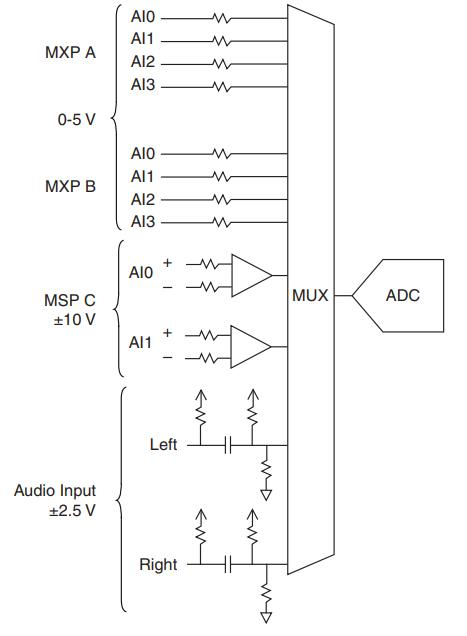 AI0
AI1
MXP A
AI2
AI3
0-5 V
AI0
AI1
MXP B
AI2
AI3
+
AI0
−
MSP C
±10 V
MUX
ADC
+
AI1
−
Left
Audio Input
±2.5 V
Right